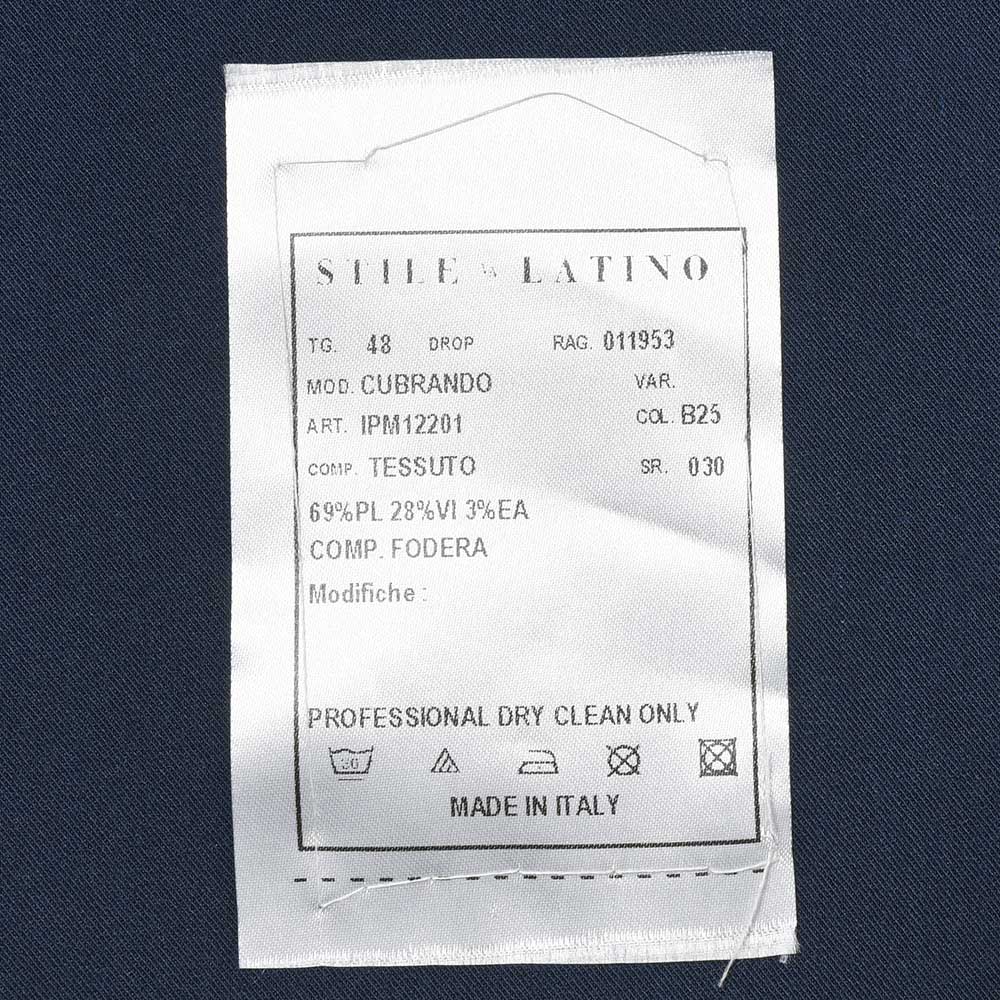 STILE LATINO
TG. 48 DROP RAG. 011953
MOD. CUBRANDO VAR.
ART. IPM12201 COL. B25
COMP. TESSUTO SR. 030
69%PL 28%VI 3%EA
COMP. FODERA
Modifiche :
PROFESSIONAL DRY CLEAN ONLY
30
MADE IN ITALY